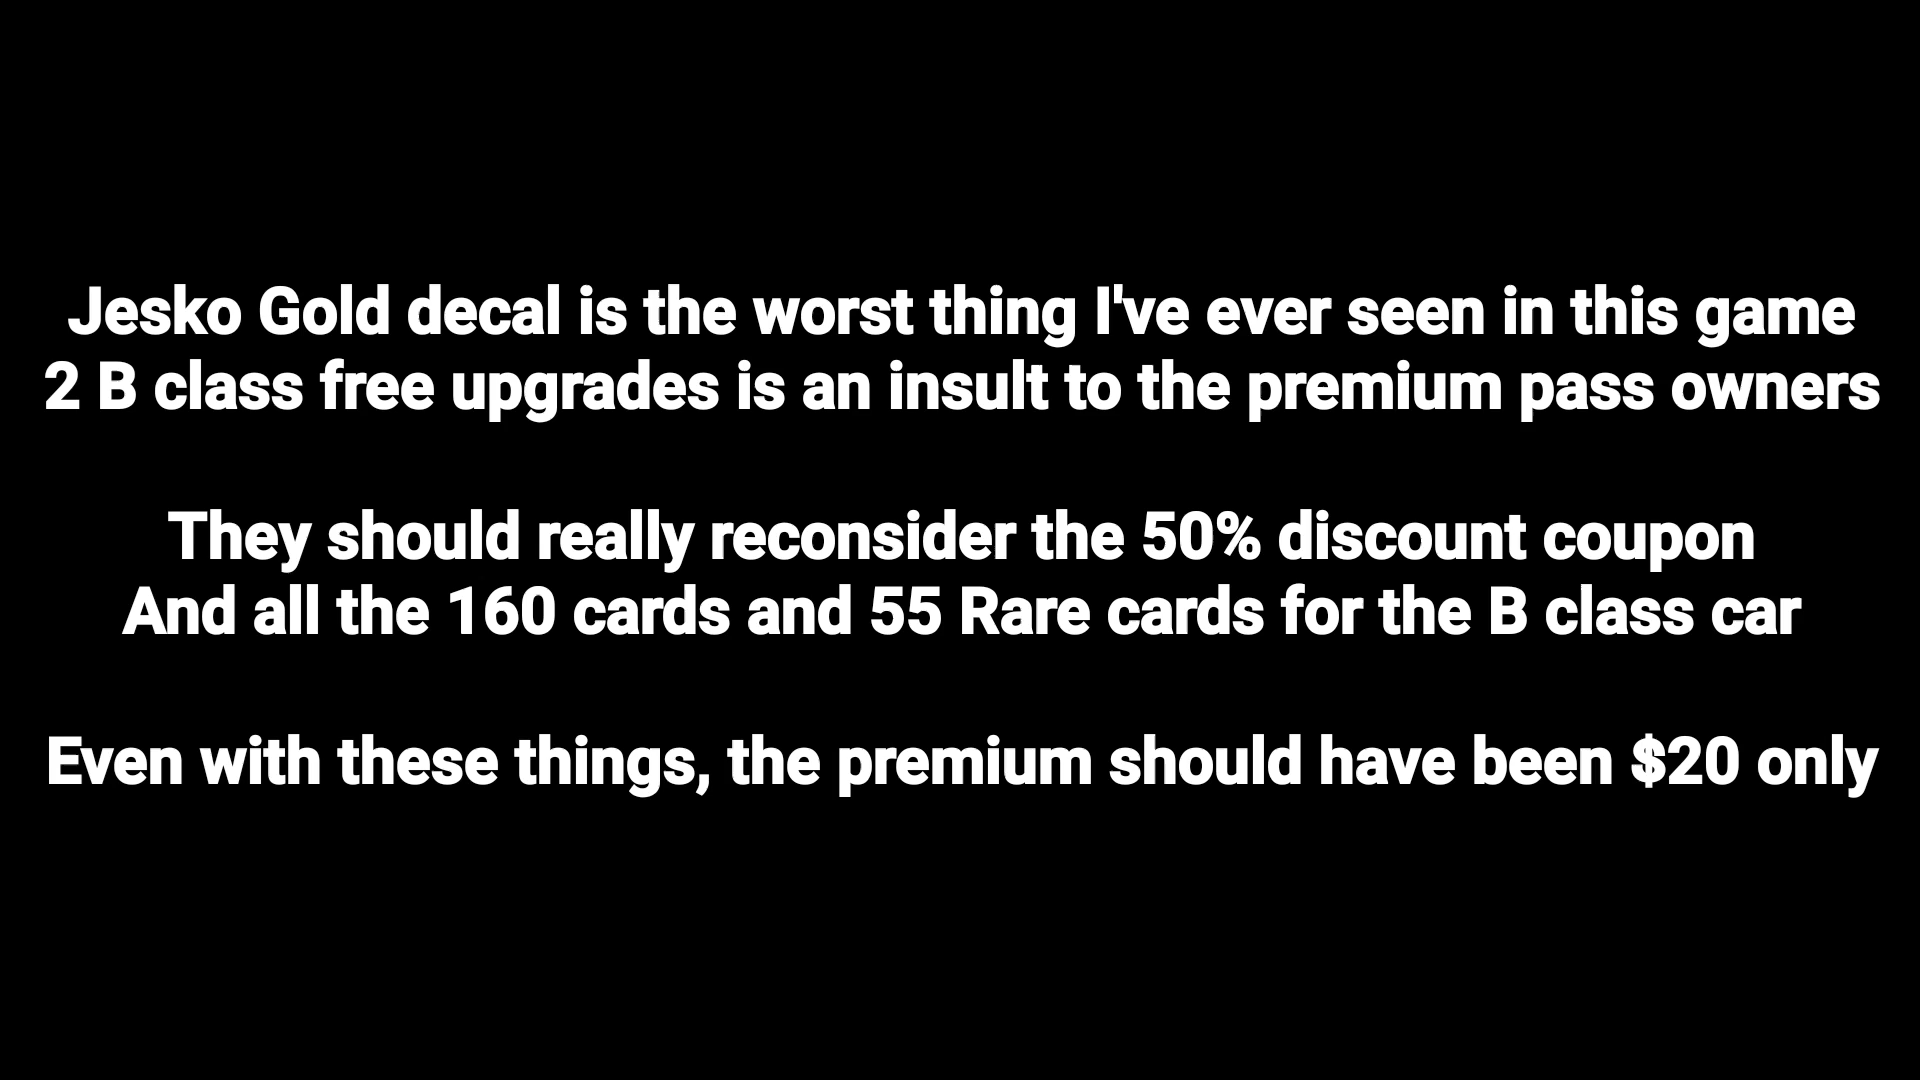 Jesko Gold decal is the worst thing I've ever seen in this game
2 B class free upgrades is an insult to the premium pass owners
They should really reconsider the 50% discount coupon
And all the 160 cards and 55 Rare cards for the B class car
Even with these things, the premium should have been $20 only